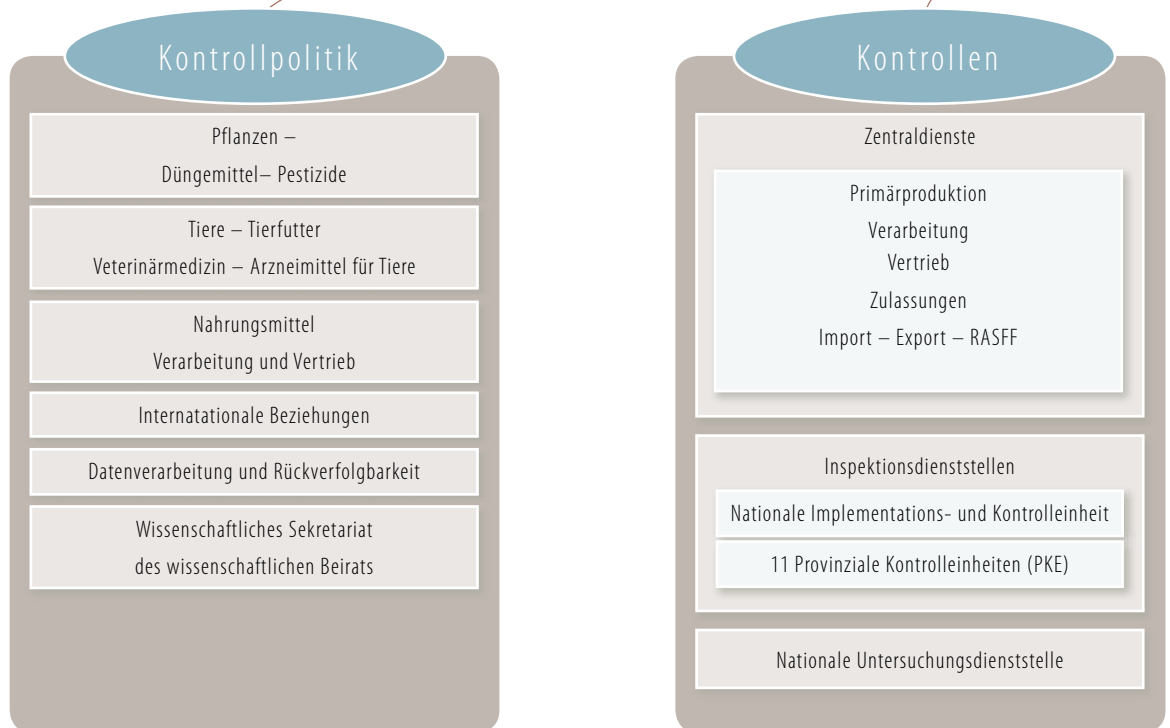 Kontrollpolitik
Pflanzen –
Düngemittel– Pestizide
Tiere – Tierfutter
Veterinärmedizin – Arzneimittel für Tiere
Nahrungsmittel
Verarbeitung und Vertrieb
Internatationale Beziehungen
Datenverarbeitung und Rückverfolgbarkeit
Wissenschaftliches Sekretariat
des wissenschaftlichen Beirats
Kontrollen
Zentraldienste
Primärproduktion
Verarbeitung
Vertrieb
Zulassungen
Import – Export – RASFF
Inspektionsdienststellen
Nationale Implementations- und Kontrolleinheit
11 Provinziale Kontrolleinheiten (PKE)
Nationale Untersuchungsdienststelle